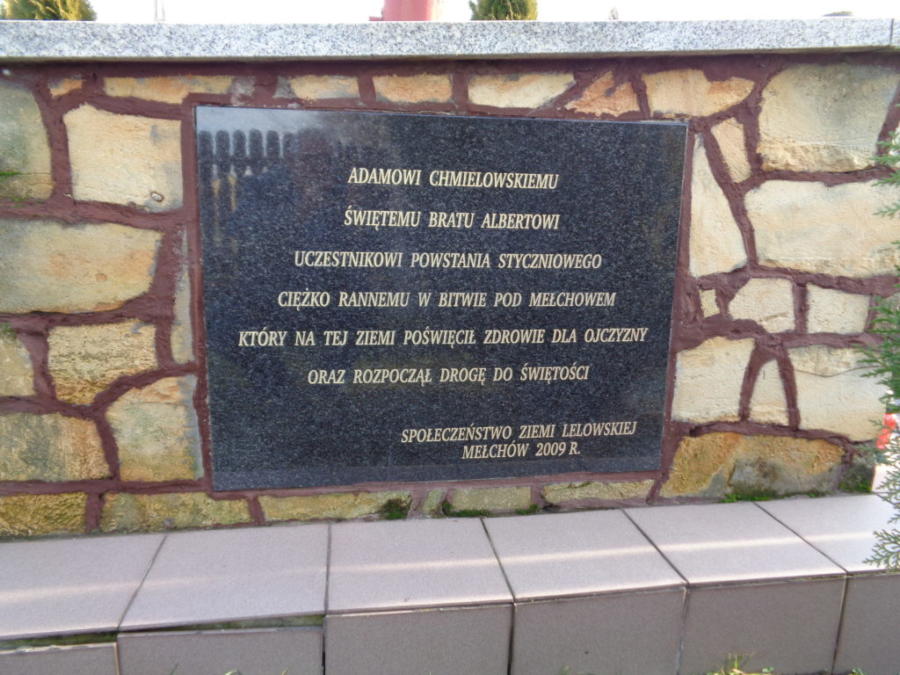 ADAMOWI CHMIELOWSKIEMU
ŚWIĘTEMU BRATU ALBERTOWI
UCZESTNIKOWI POWSTANIA STYCZNIOWEGO
CIĘŻKO RANNEMU W BITWIE POD MEŁCHOWEM
KTÓRY NA TEJ ZIEMI POŚWIĘCIŁ ZDROWIE DLA OJCZYZNY
ORAZ ROZPOCZĄŁ DROGĘ DO ŚWIĘTOŚCI
SPOŁECZEŃSTWO ZIEMI LELOWSKIEJ
MEŁCHÓW 2009 R.